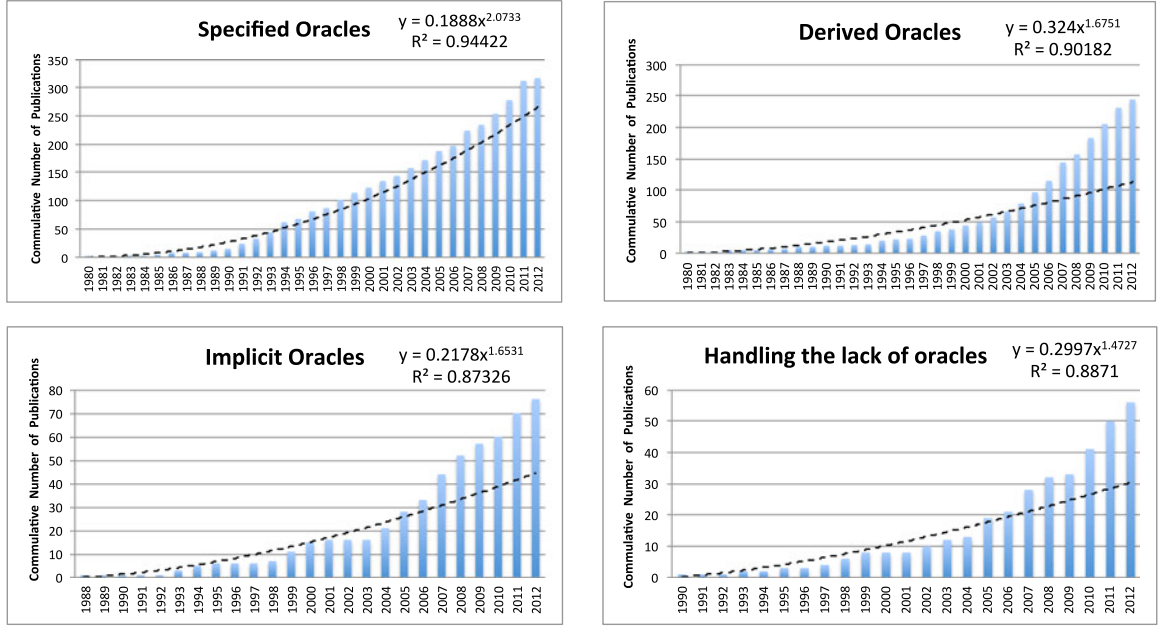 Specified Oracles
y = 0.1888x^2.0733
R² = 0.94422
Commulative Number of Publications
350
300
250
200
150
100
50
0
1980 1981 1982 1983 1984 1985 1986 1987 1988 1989 1990 1991 1992 1993 1994 1995 1996 1997 1998 1999 2000 2001 2002 2003 2004 2005 2006 2007 2008 2009 2010 2011 2012
Derived Oracles
y = 0.324x^1.6751
R² = 0.90182
Commulative Number of Publications
300
250
200
150
100
50
0
1980 1981 1982 1983 1984 1985 1986 1987 1988 1989 1990 1991 1992 1993 1994 1995 1996 1997 1998 1999 2000 2001 2002 2003 2004 2005 2006 2007 2008 2009 2010 2011 2012
Implicit Oracles
y = 0.2178x^1.6531
R² = 0.87326
Commulative Number of Publications
80
70
60
50
40
30
20
10
0
1988 1989 1990 1991 1992 1993 1994 1995 1996 1997 1998 1999 2000 2001 2002 2003 2004 2005 2006 2007 2008 2009 2010 2011 2012
Handling the lack of oracles
y = 0.2997x^1.4727
R² = 0.8871
Commulative Number of Publications
60
50
40
30
20
10
0
1990 1991 1992 1993 1994 1995 1996 1997 1998 1999 2000 2001 2002 2003 2004 2005 2006 2007 2008 2009 2010 2011 2012